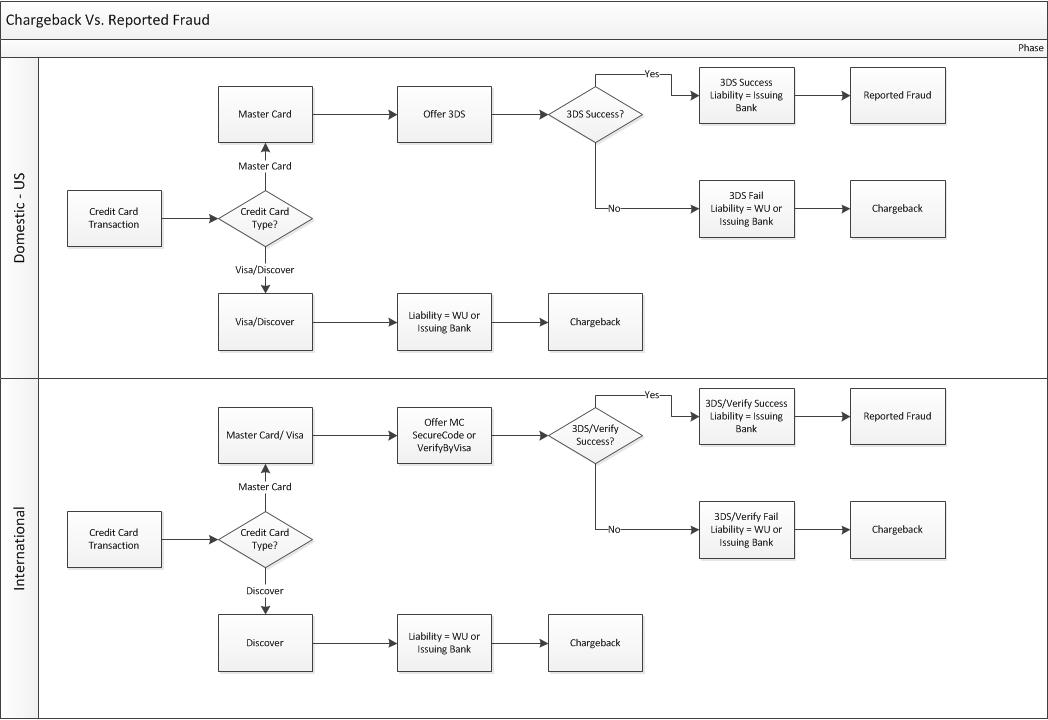 Chargeback Vs. Reported Fraud
Phase
Domestic - US
Credit Card
Transaction
Credit Card
Type?
Master Card
Master Card
Offer 3DS
3DS Success?
Yes
3DS Success
Liability = Issuing
Bank
Reported Fraud
No
3DS Fail
Liability = WU or
Issuing Bank
Chargeback
Visa/Discover
Visa/Discover
Liability = WU or
Issuing Bank
Chargeback
International
Credit Card
Transaction
Credit Card
Type?
Master Card
Master Card/ Visa
Offer MC
SecureCode or
VerifyByVisa
3DS/Verify
Success?
Yes
3DS/Verify Success
Liability = Issuing
Bank
Reported Fraud
No
3DS/Verify Fail
Liability = WU or
Issuing Bank
Chargeback
Discover
Discover
Liability = WU or
Issuing Bank
Chargeback